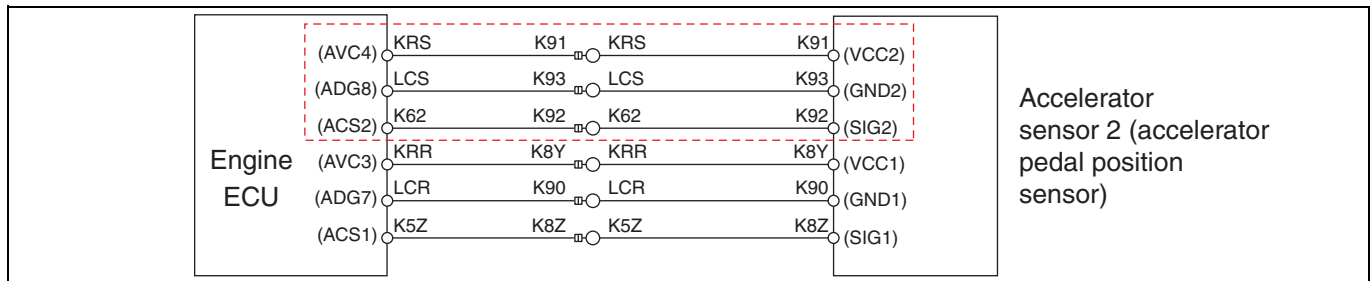 (AVC4) KRS K91 KRS K91 (VCC2)
(ADG8) LCS K93 LCS K93 (GND2)
(ACS2) K62 K92 K62 K92 (SIG2)
(AVC3) KRR K8Y KRR K8Y (VCC1)
(ADG7) LCR K90 LCR K90 (GND1)
(ACS1) K5Z K8Z K5Z K8Z (SIG1)
Engine
ECU
Accelerator
sensor 2 (accelerator
pedal position
sensor)